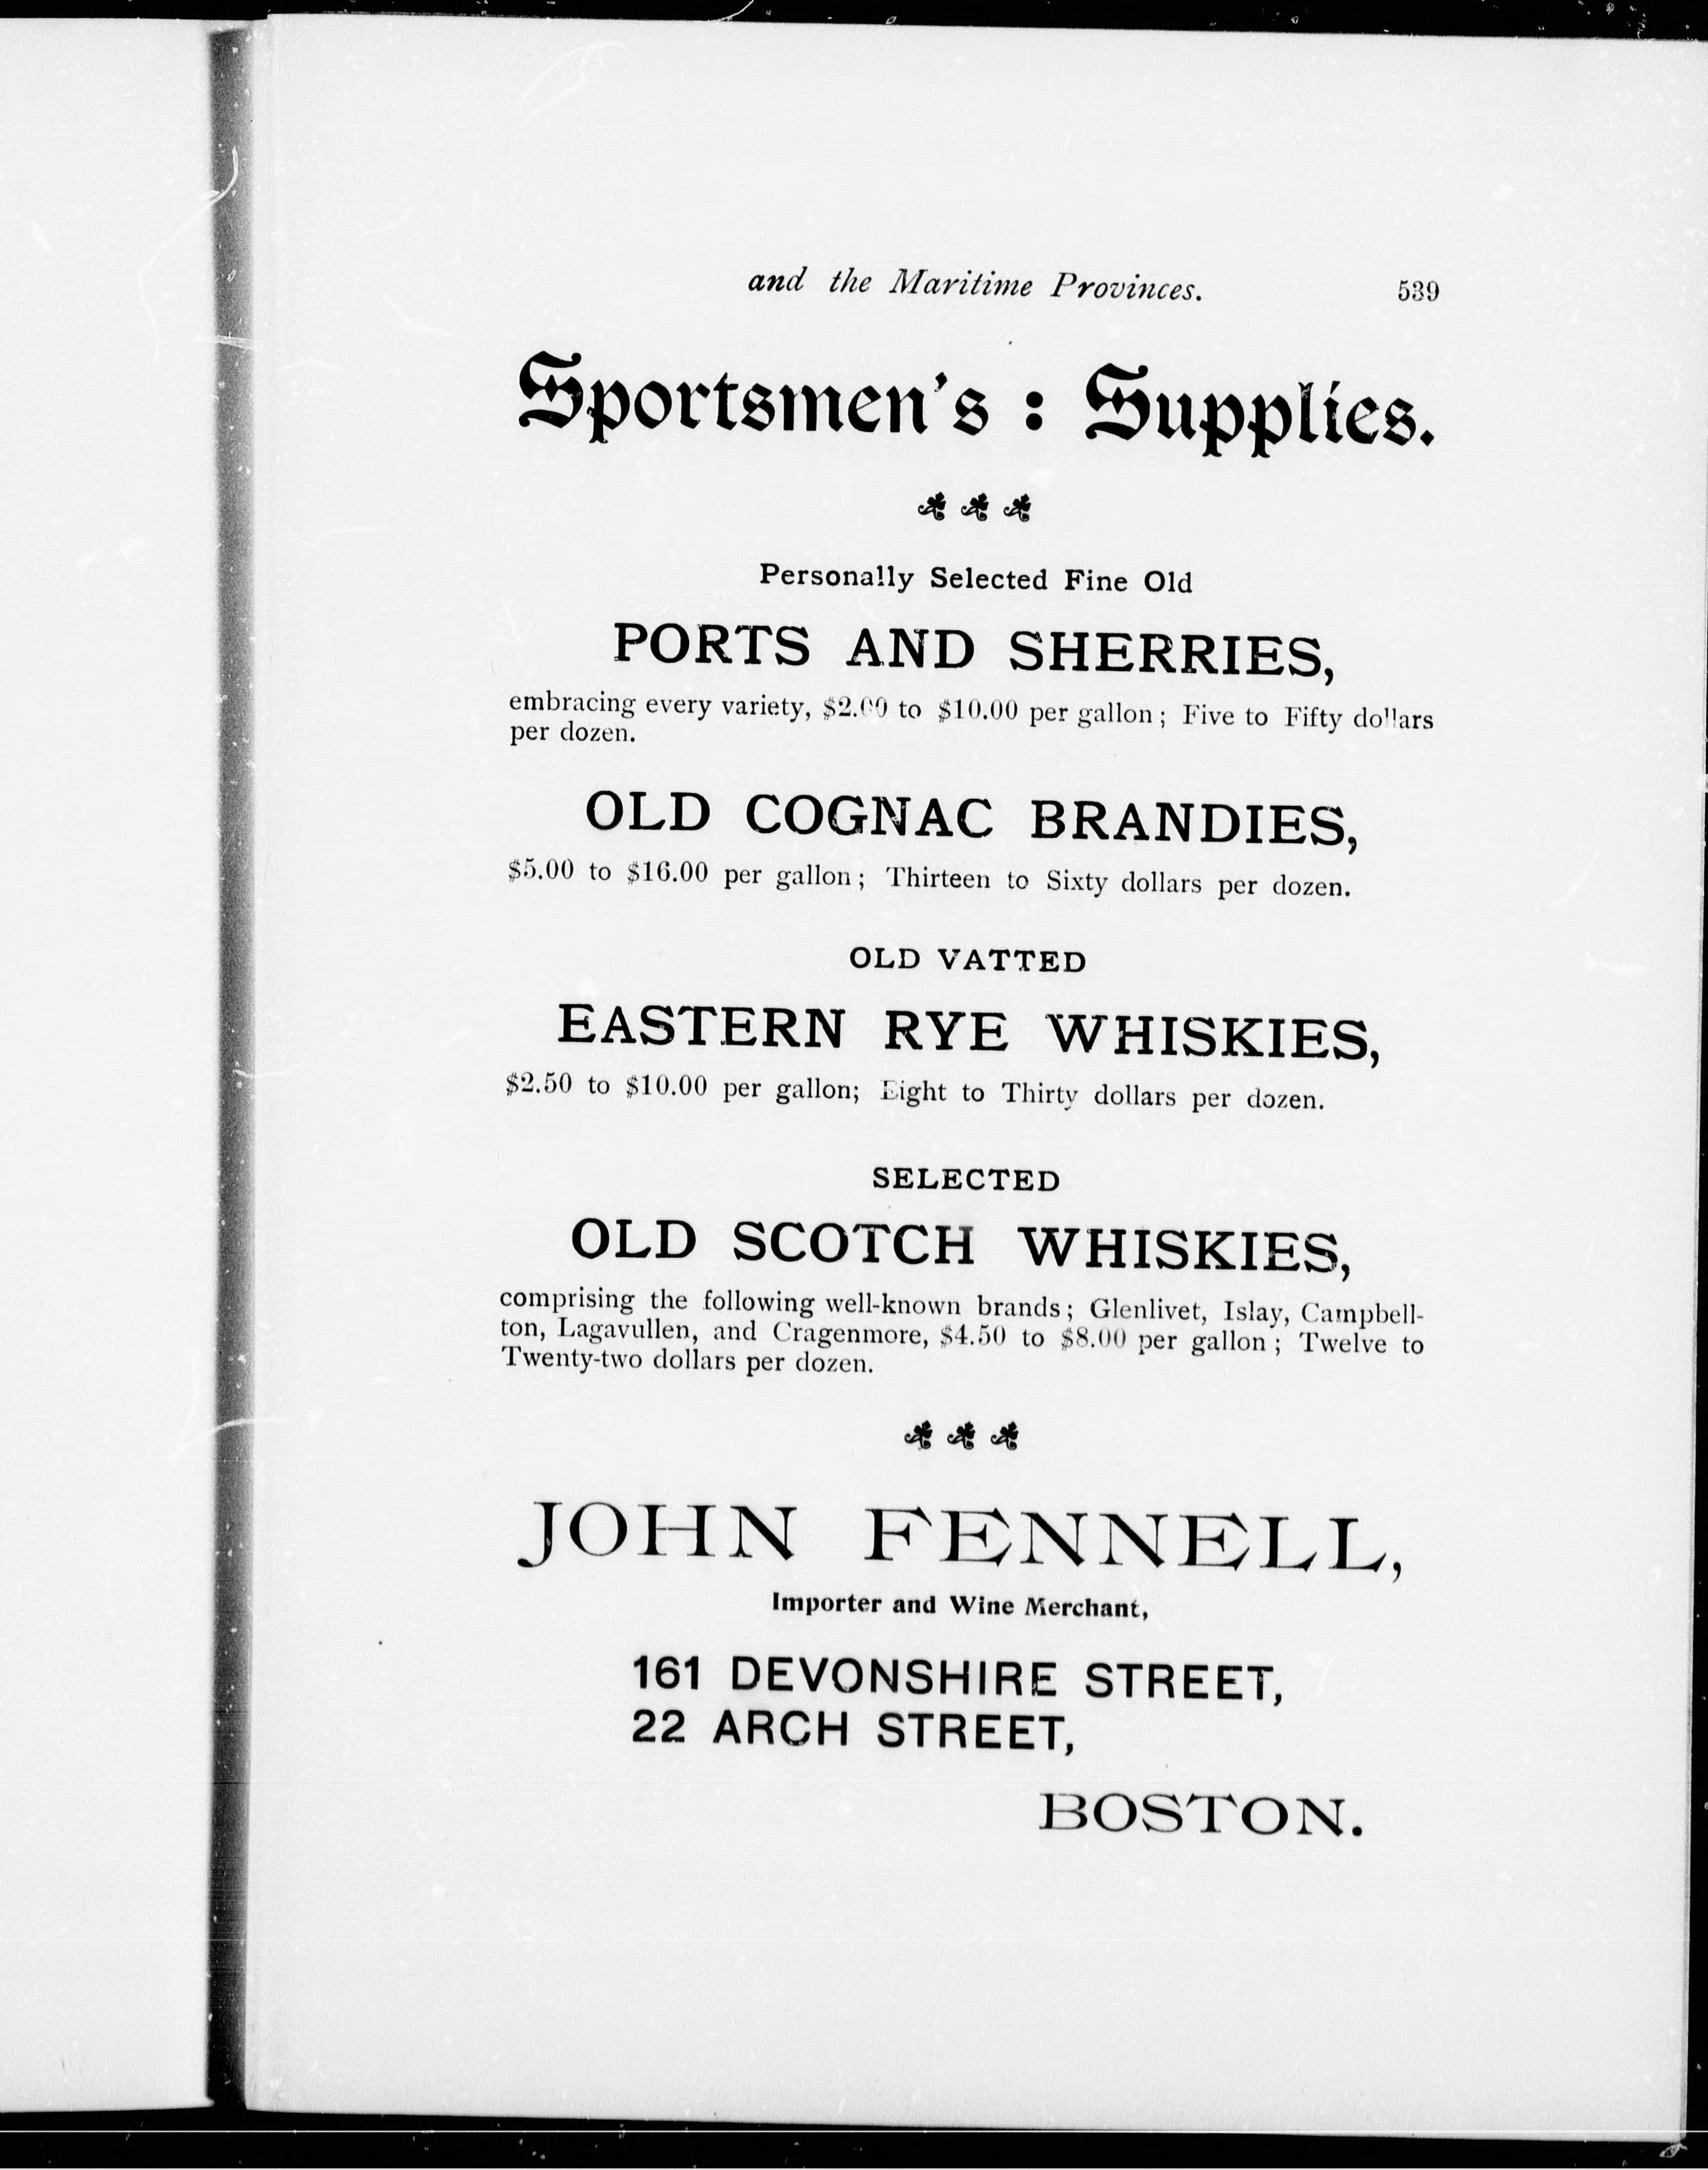 and the Maritime Provinces. 539
Sportsmen's : Supplies.
Personally Selected Fine Old
PORTS AND SHERRIES,
embracing every variety, $2.00 to $10.00 per gallon; Five to Fifty dollars
per dozen.
OLD COGNAC BRANDIES,
$5.00 to $16.00 per gallon; Thirteen to Sixty dollars per dozen.
OLD VATTED
EASTERN RYE WHISKIES,
$2.50 to $10.00 per gallon; Eight to Thirty dollars per dozen.
SELECTED
OLD SCOTCH WHISKIES,
comprising the following well-known brands; Glenlivet, Islay, Campbell-
ton, Lagavullen, and Cragenmore, $4.50 to $8.00 per gallon; Twelve to
Twenty-two dollars per dozen.
JOHN FENNELL,
Importer and Wine Merchant,
161 DEVONSHIRE STREET,
22 ARCH STREET,
BOSTON.